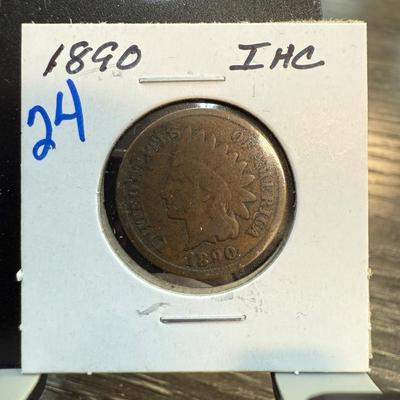 1890 IHC
24
UNITED STATES OF AMERICA
1890